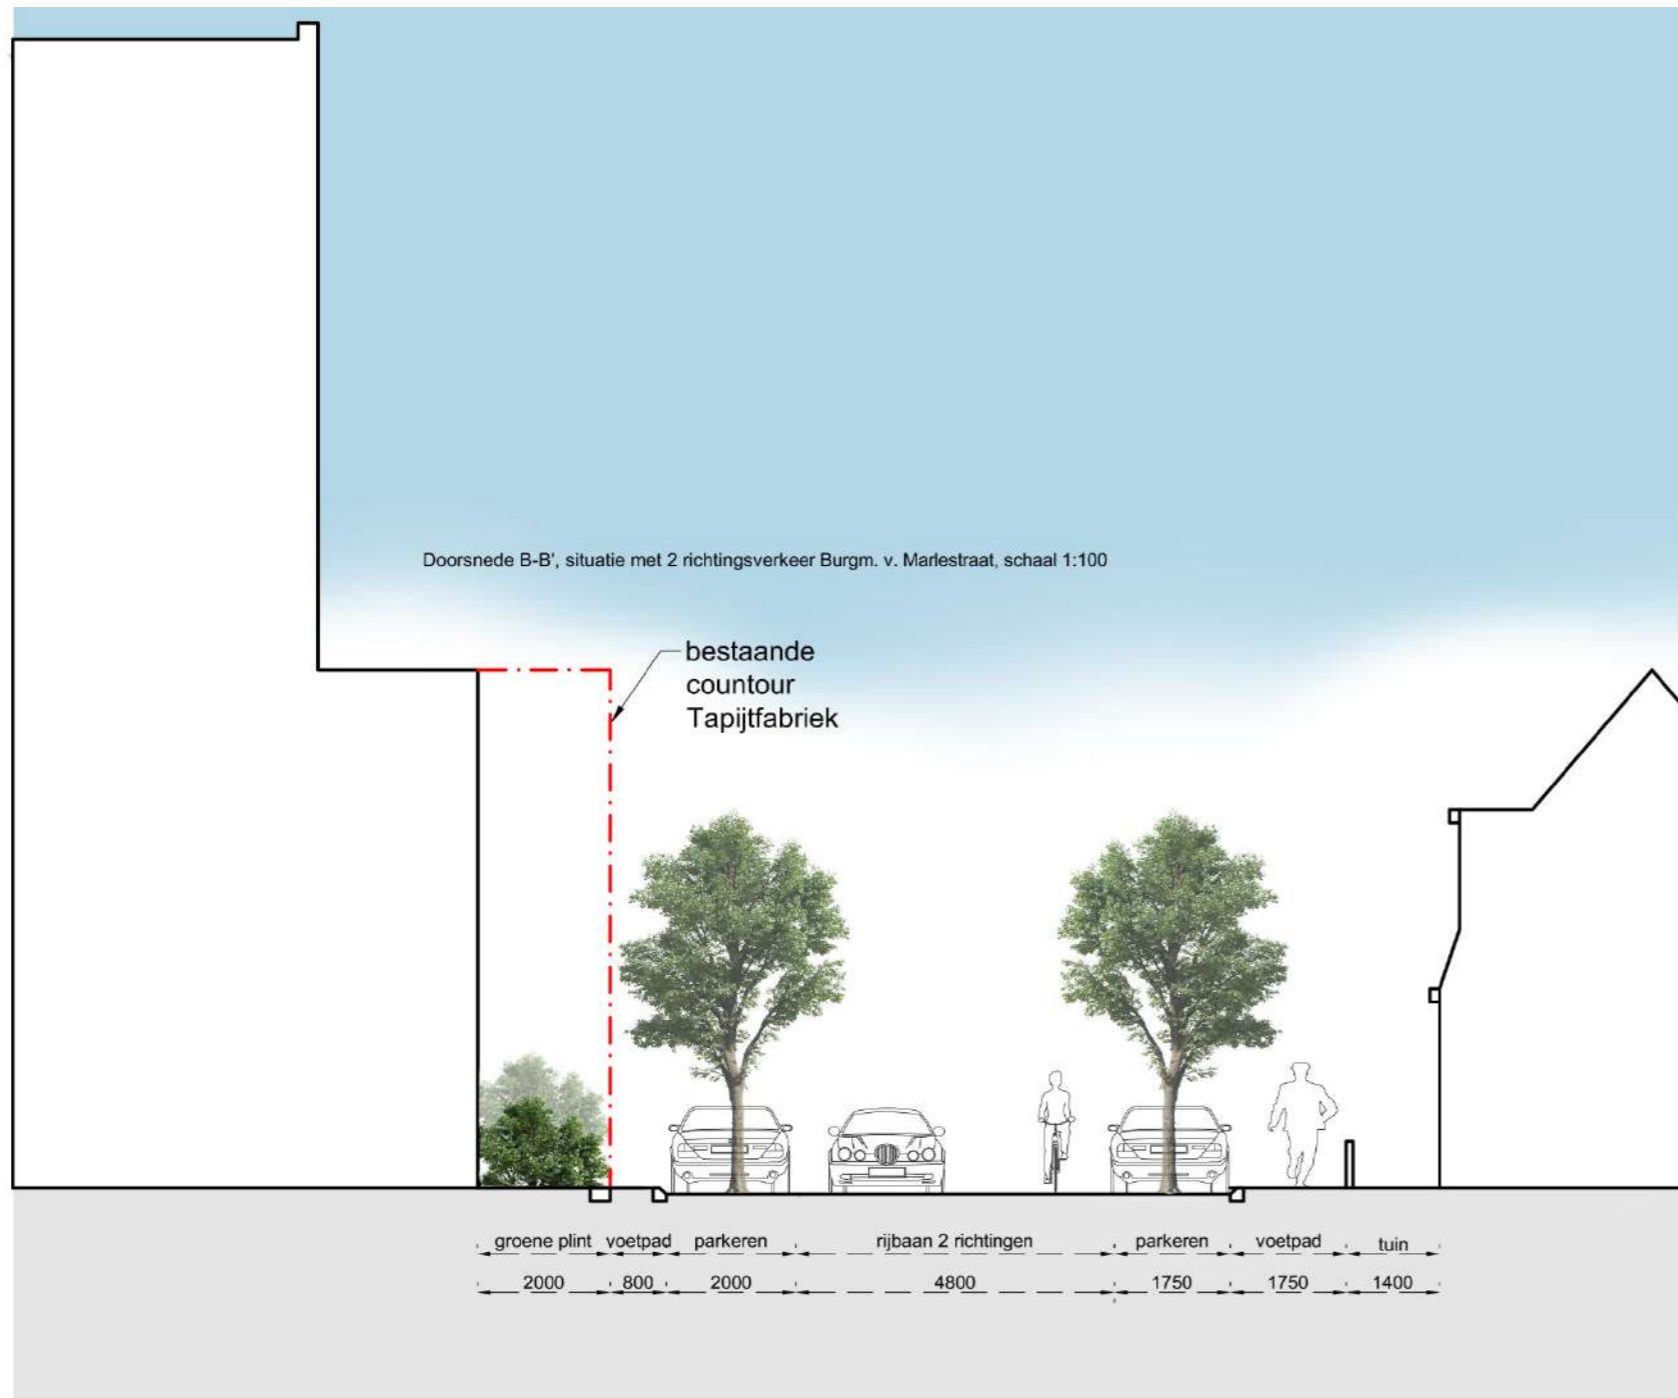 Doorsnede B-B', situatie met 2 richtingsverkeer Burgm. v. Marlestraat, schaal 1:100
bestaande
countour
Tapijtfabriek
groene plint voetpad parkeren rijbaan 2 richtingen parkeren voetpad tuin
2000 800 2000 4800 1750 1750 1400